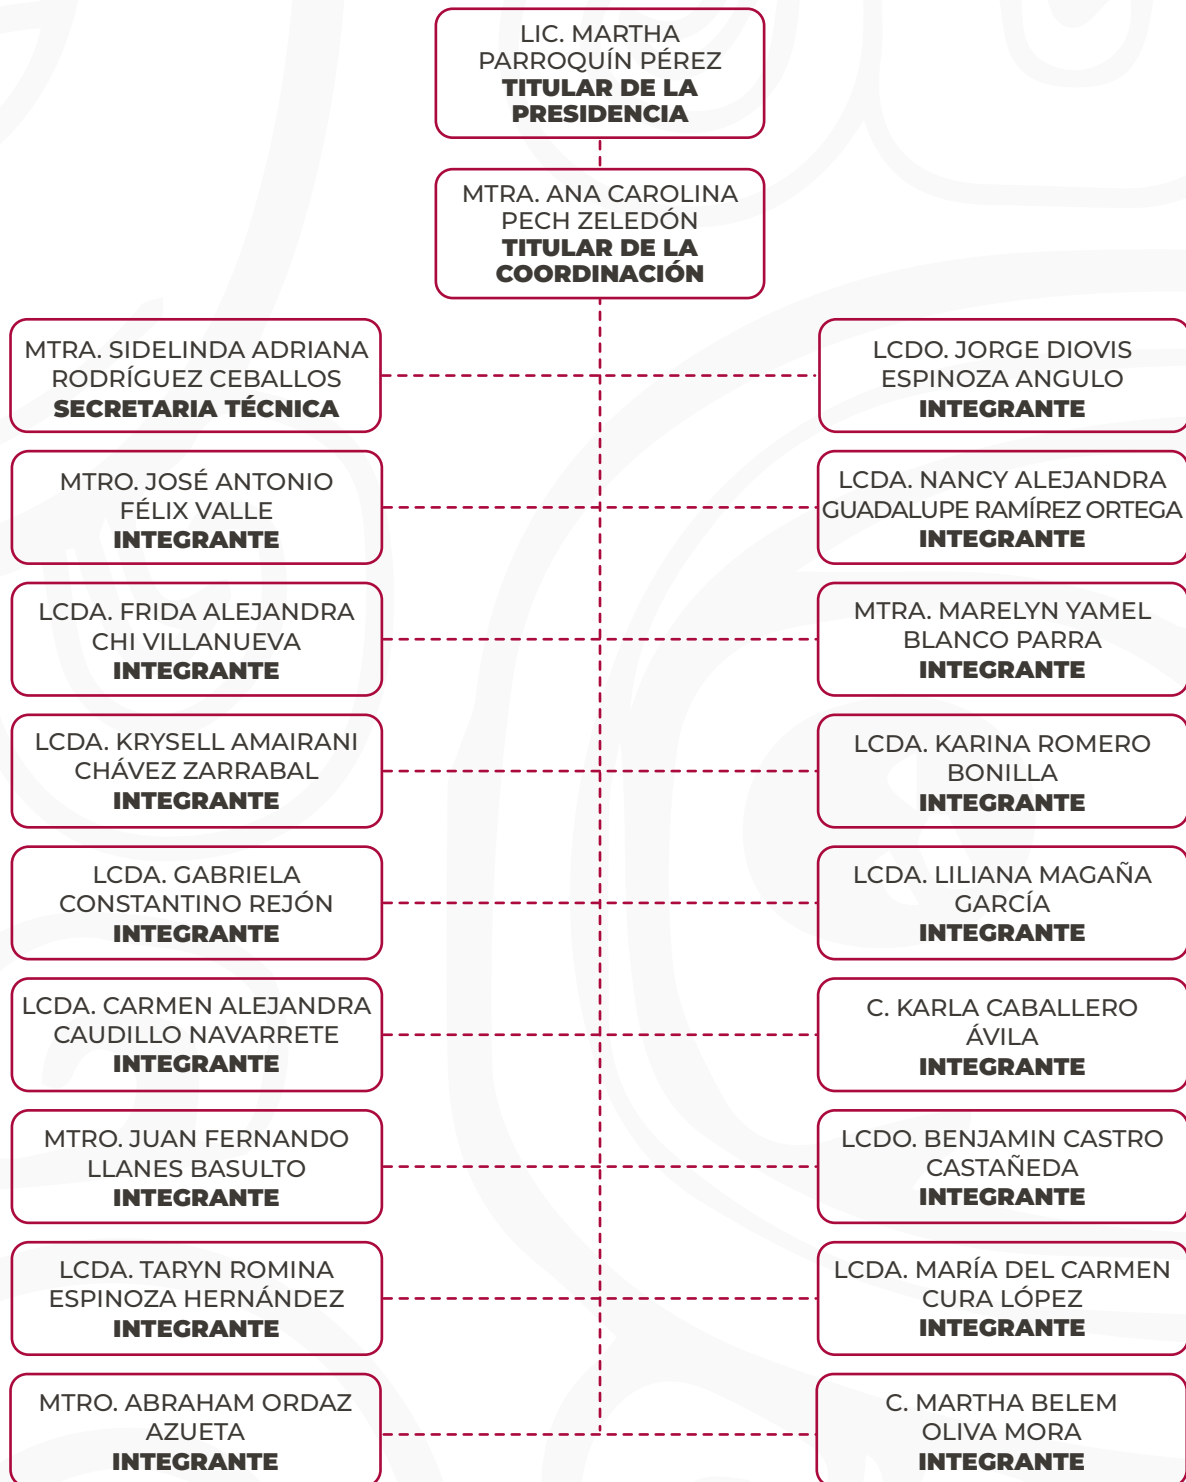 LIC. MARTHA
PARROQUÍN PÉREZ
TITULAR DE LA
PRESIDENCIA
MTRA. ANA CAROLINA
PECH ZELEDÓN
TITULAR DE LA
COORDINACIÓN
MTRA. SIDELINDA ADRIANA
RODRÍGUEZ CEBALLOS
SECRETARIA TÉCNICA
LCDO. JORGE DIOVIS
ESPINOZA ANGULO
INTEGRANTE
MTRO. JOSÉ ANTONIO
FÉLIX VALLE
INTEGRANTE
LCDA. NANCY ALEJANDRA
GUADALUPE RAMÍREZ ORTEGA
INTEGRANTE
LCDA. FRIDA ALEJANDRA
CHI VILLANUEVA
INTEGRANTE
MTRA. MARELYN YAMEL
BLANCO PARRA
INTEGRANTE
LCDA. KRYSELL AMAIRANI
CHÁVEZ ZARRABAL
INTEGRANTE
LCDA. KARINA ROMERO
BONILLA
INTEGRANTE
LCDA. GABRIELA
CONSTANTINO REJÓN
INTEGRANTE
LCDA. LILIANA MAGAÑA
GARCÍA
INTEGRANTE
LCDA. CARMEN ALEJANDRA
CAUDILLO NAVARRETE
INTEGRANTE
C. KARLA CABALLERO
ÁVILA
INTEGRANTE
MTRO. JUAN FERNANDO
LLANES BASULTO
INTEGRANTE
LCDO. BENJAMIN CASTRO
CASTAÑEDA
INTEGRANTE
LCDA. TARYN ROMINA
ESPINOZA HERNÁNDEZ
INTEGRANTE
LCDA. MARÍA DEL CARMEN
CURA LÓPEZ
INTEGRANTE
MTRO. ABRAHAM ORDAZ
AZUETA
INTEGRANTE
C. MARTHA BELEM
OLIVA MORA
INTEGRANTE